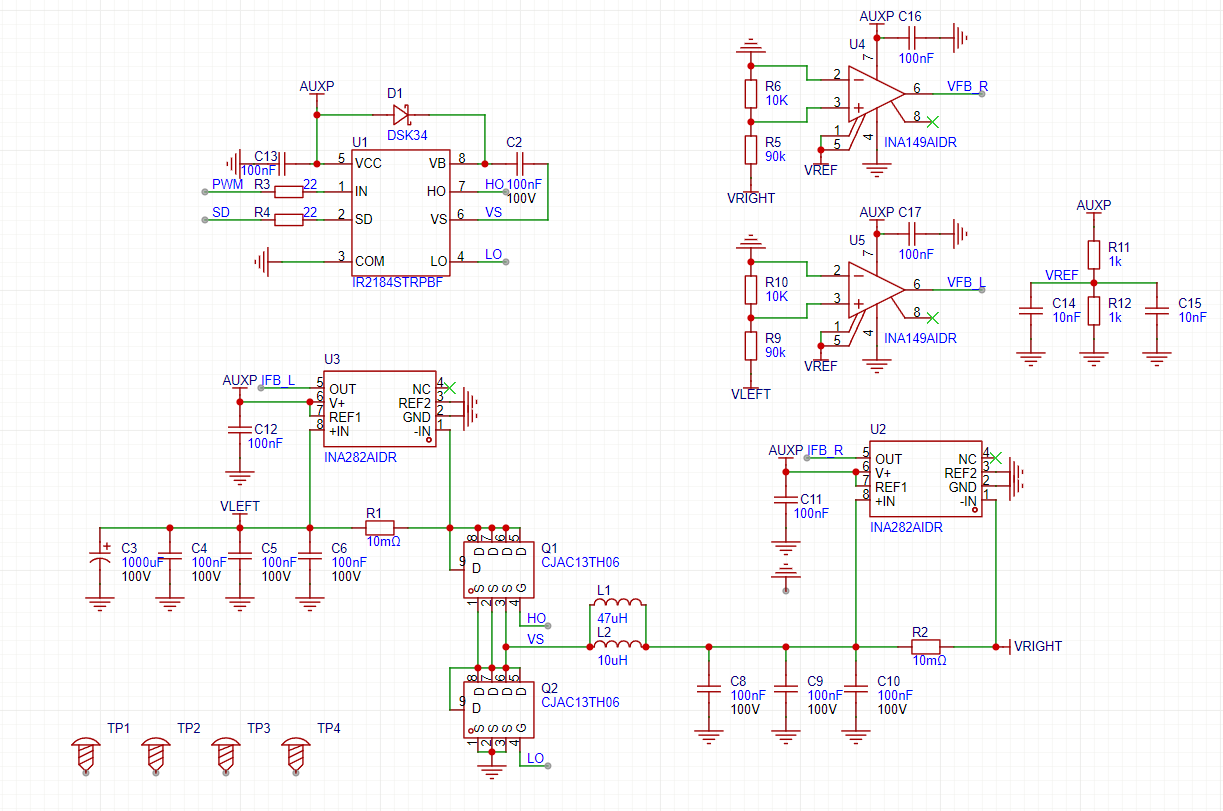 AUXP
D1
DSK34
U1
C13
100nF
5 VCC
VB 8
C2
100nF
100V
PWM R3 22 1 IN
HO 7 HO
SD R4 22 2 SD
VS 6 VS
3 COM
LO 4 LO
IR2184STRPBF
AUXP C16
100nF
U4
7
R6
10K
2
3
6 VFB_R
8
1
5
4
INA149AIDR
VREF
R5
90k
VRIGHT
AUXP C17
100nF
U5
7
R10
10K
2
3
6 VFB_L
8
1
5
4
INA149AIDR
VREF
R9
90k
VLEFT
AUXP
R11
1k
VREF
C14
10nF
R12
1k
C15
10nF
U3
AUXP IFB_L
5 OUT
6 V+
7 REF1
8 +IN
NC 4
REF2 3
GND 2
-IN 1
INA282AIDR
C12
100nF
VLEFT
R1
10mΩ
C3
1000uF
100V
C4
100nF
100V
C5
100nF
100V
C6
100nF
100V
U2
AUXP IFB_R
5 OUT
6 V+
7 REF1
8 +IN
NC 4
REF2 3
GND 2
-IN 1
INA282AIDR
C11
100nF
8 7 6 5
D D D D
9 D
S S S G
1 2 3 4
Q1
CJAC13TH06
HO
VS
L1
47uH
L2
10uH
R2
10mΩ
VRIGHT
8 7 6 5
D D D D
9 D
S S S G
1 2 3 4
Q2
CJAC13TH06
LO
C8
100nF
100V
C9
100nF
100V
C10
100nF
100V
TP1
TP2
TP3
TP4